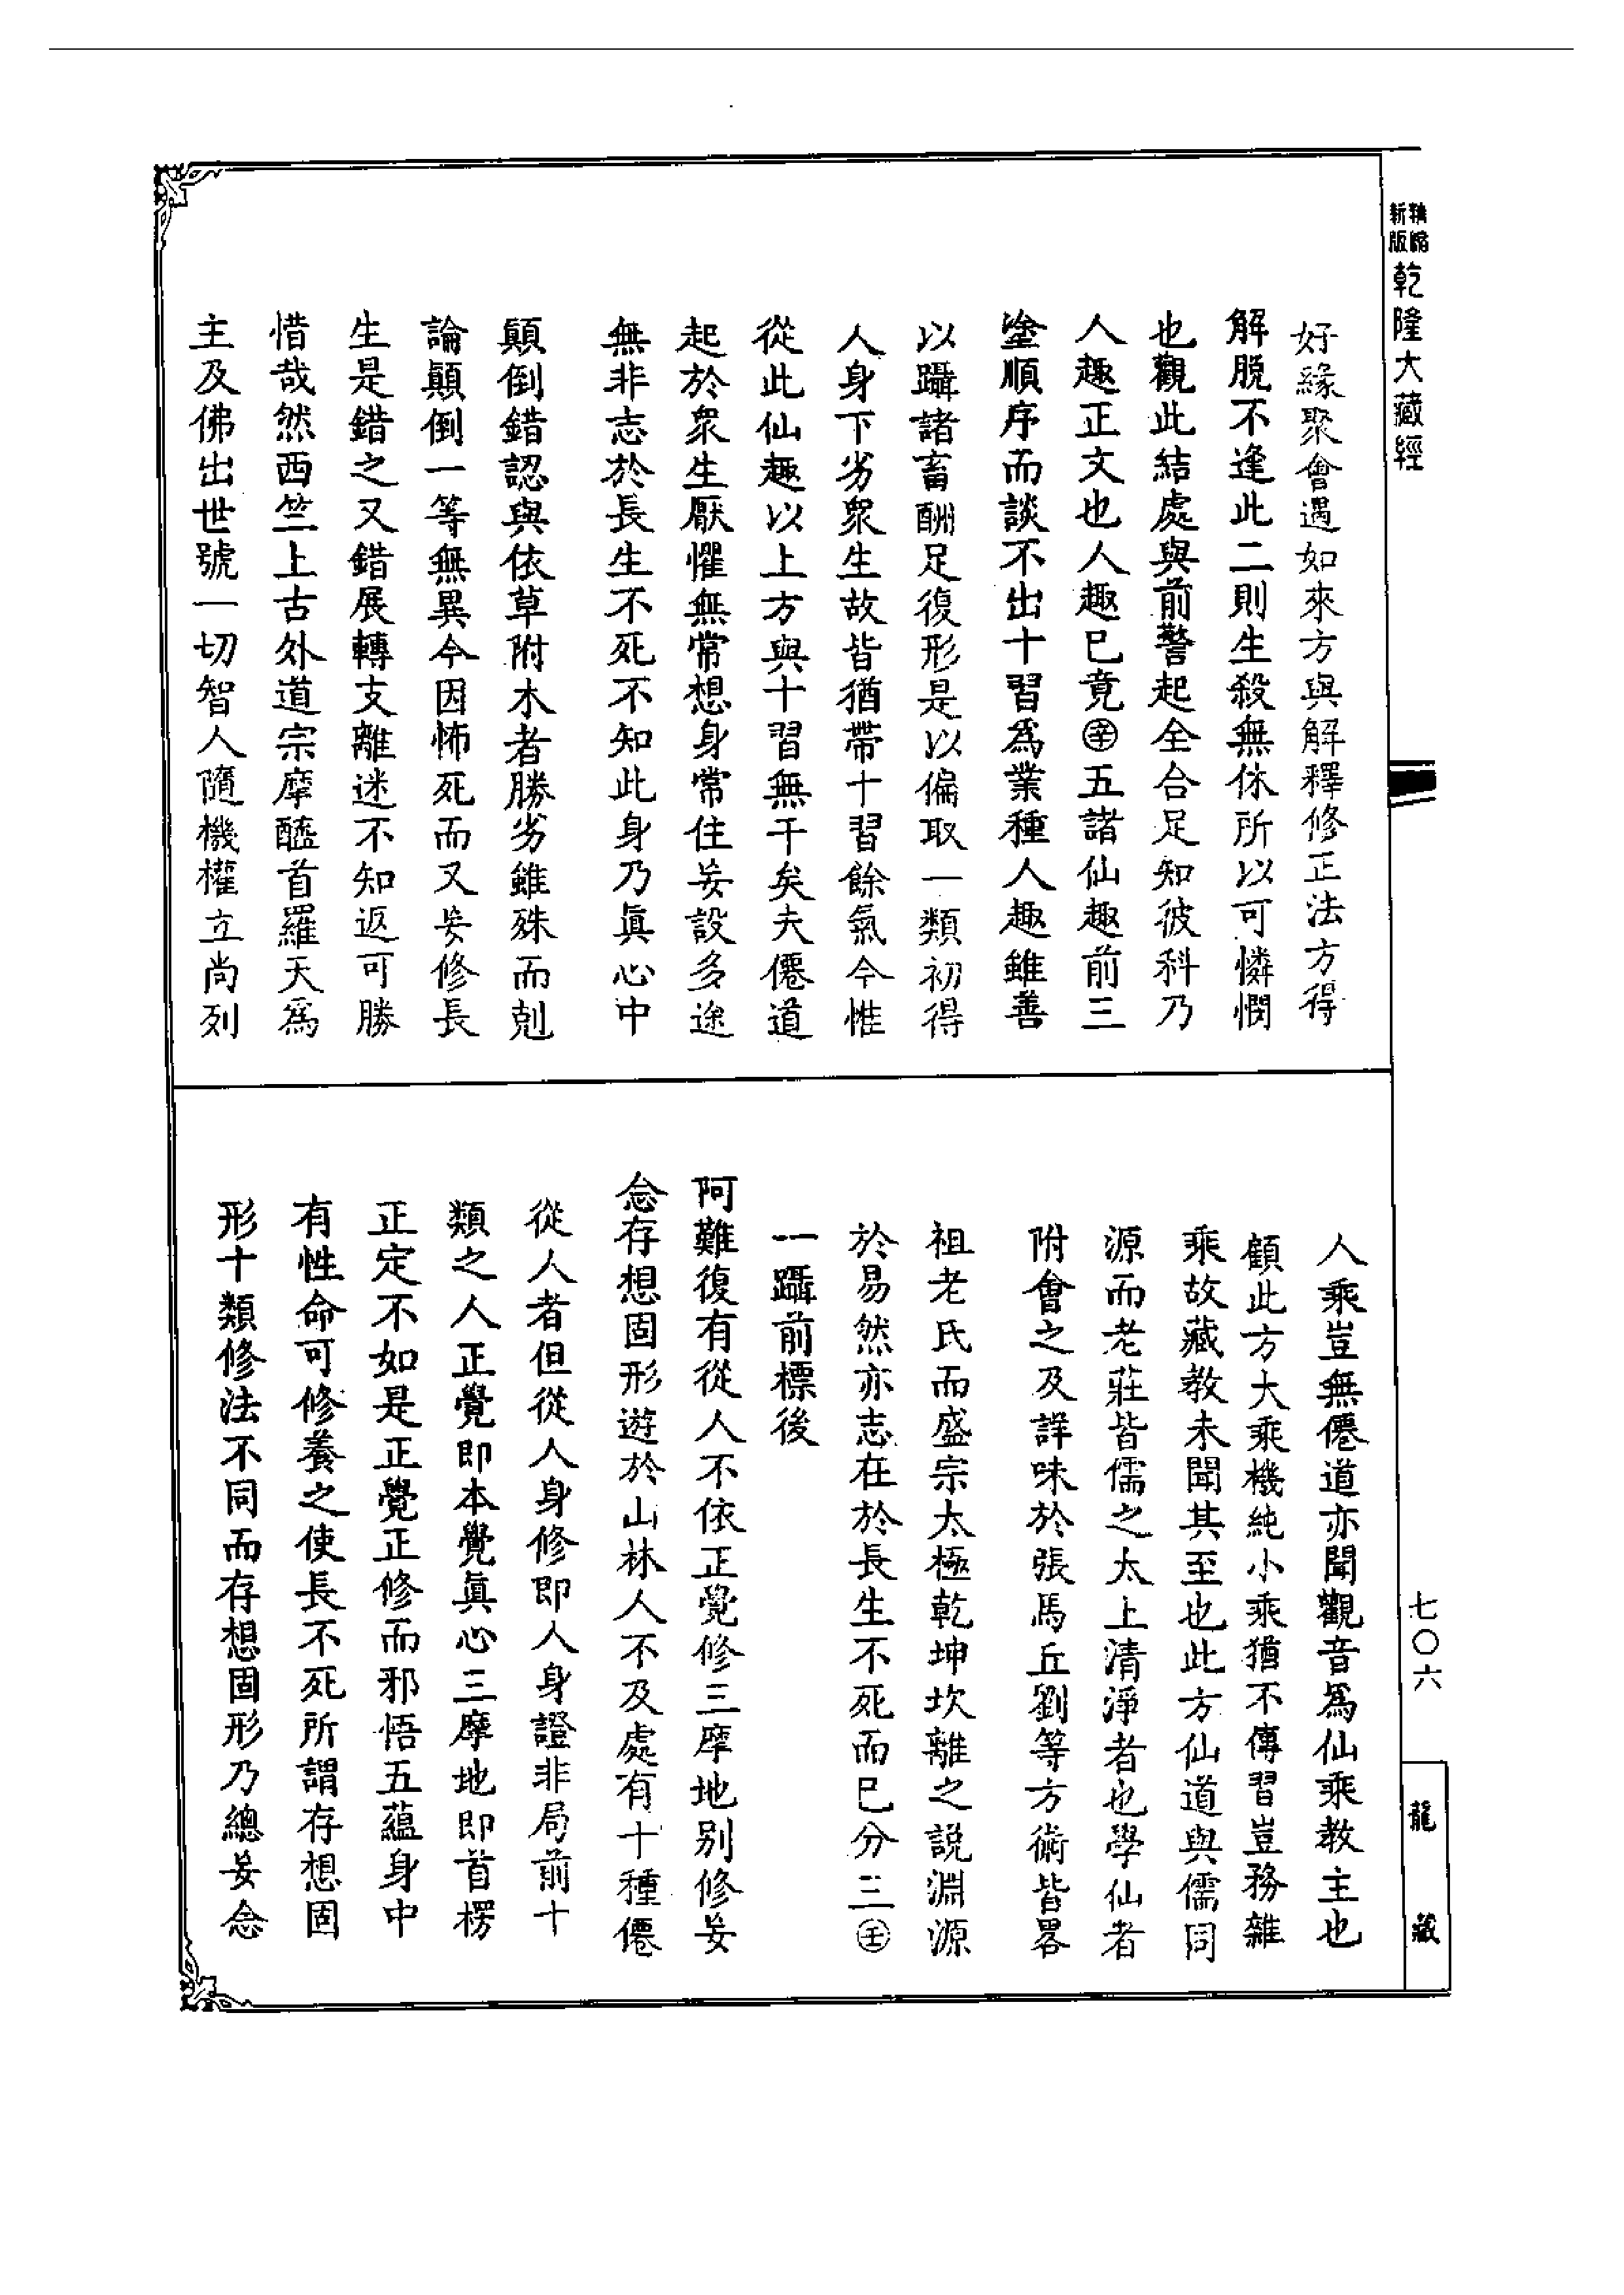 新版
精縮
乾隆大藏經
好緣聚會遇如來方與解釋修正法方得
解脫不逢此二則生殺無休所以可憐憫
也觀此結處與前警起全合足知彼科乃
人趣正文也人趣已竟㊛五諸仙趣前三
塗順序而談不出十習為業種人趣雖善
以躡諸畜酬足復形是以偏取一類初得
人身下劣眾生故皆猶帶十習餘氣今惟
從此仙趣以上方與十習無干矣夫僊道
起於眾生厭懼無常想身常住妄設多途
無非志於長生不死不知此身乃真心中
顛倒錯認與依草附木者勝劣雖殊而剋
論顛倒一等無異今因怖死而又妄修長
生是錯之又錯展轉支離迷不知返可勝
惜哉然西竺上古外道宗摩醯首羅天為
主及佛出世號一切智人隨機權立尚列
人乘豈無僊道亦聞觀音為仙乘教主也
顧此方大乘機純小乘猶不傳習豈務雜
乘故藏教未聞其至也此方仙道與儒同
源而老莊皆儒之太上清淨者也學仙者
附會之及詳味於張馬丘劉等方術皆畧
祖老氏而盛宗太極乾坤坎離之說淵源
於易然亦志在於長生不死而已分三㊛
一躡前標後
阿難復有從人不依正覺修三摩地別修妄
念存想固形遊於山林人不及處有十種僊
從人者但從人身修即人身證非局前十
類之人正覺即本覺真心三摩地即首楞
正定不如是正覺正修而邪悟五蘊身中
有性命可修養之使長不死所謂存想固
形十類修法不同而存想固形乃總妄念
七〇六
龍藏